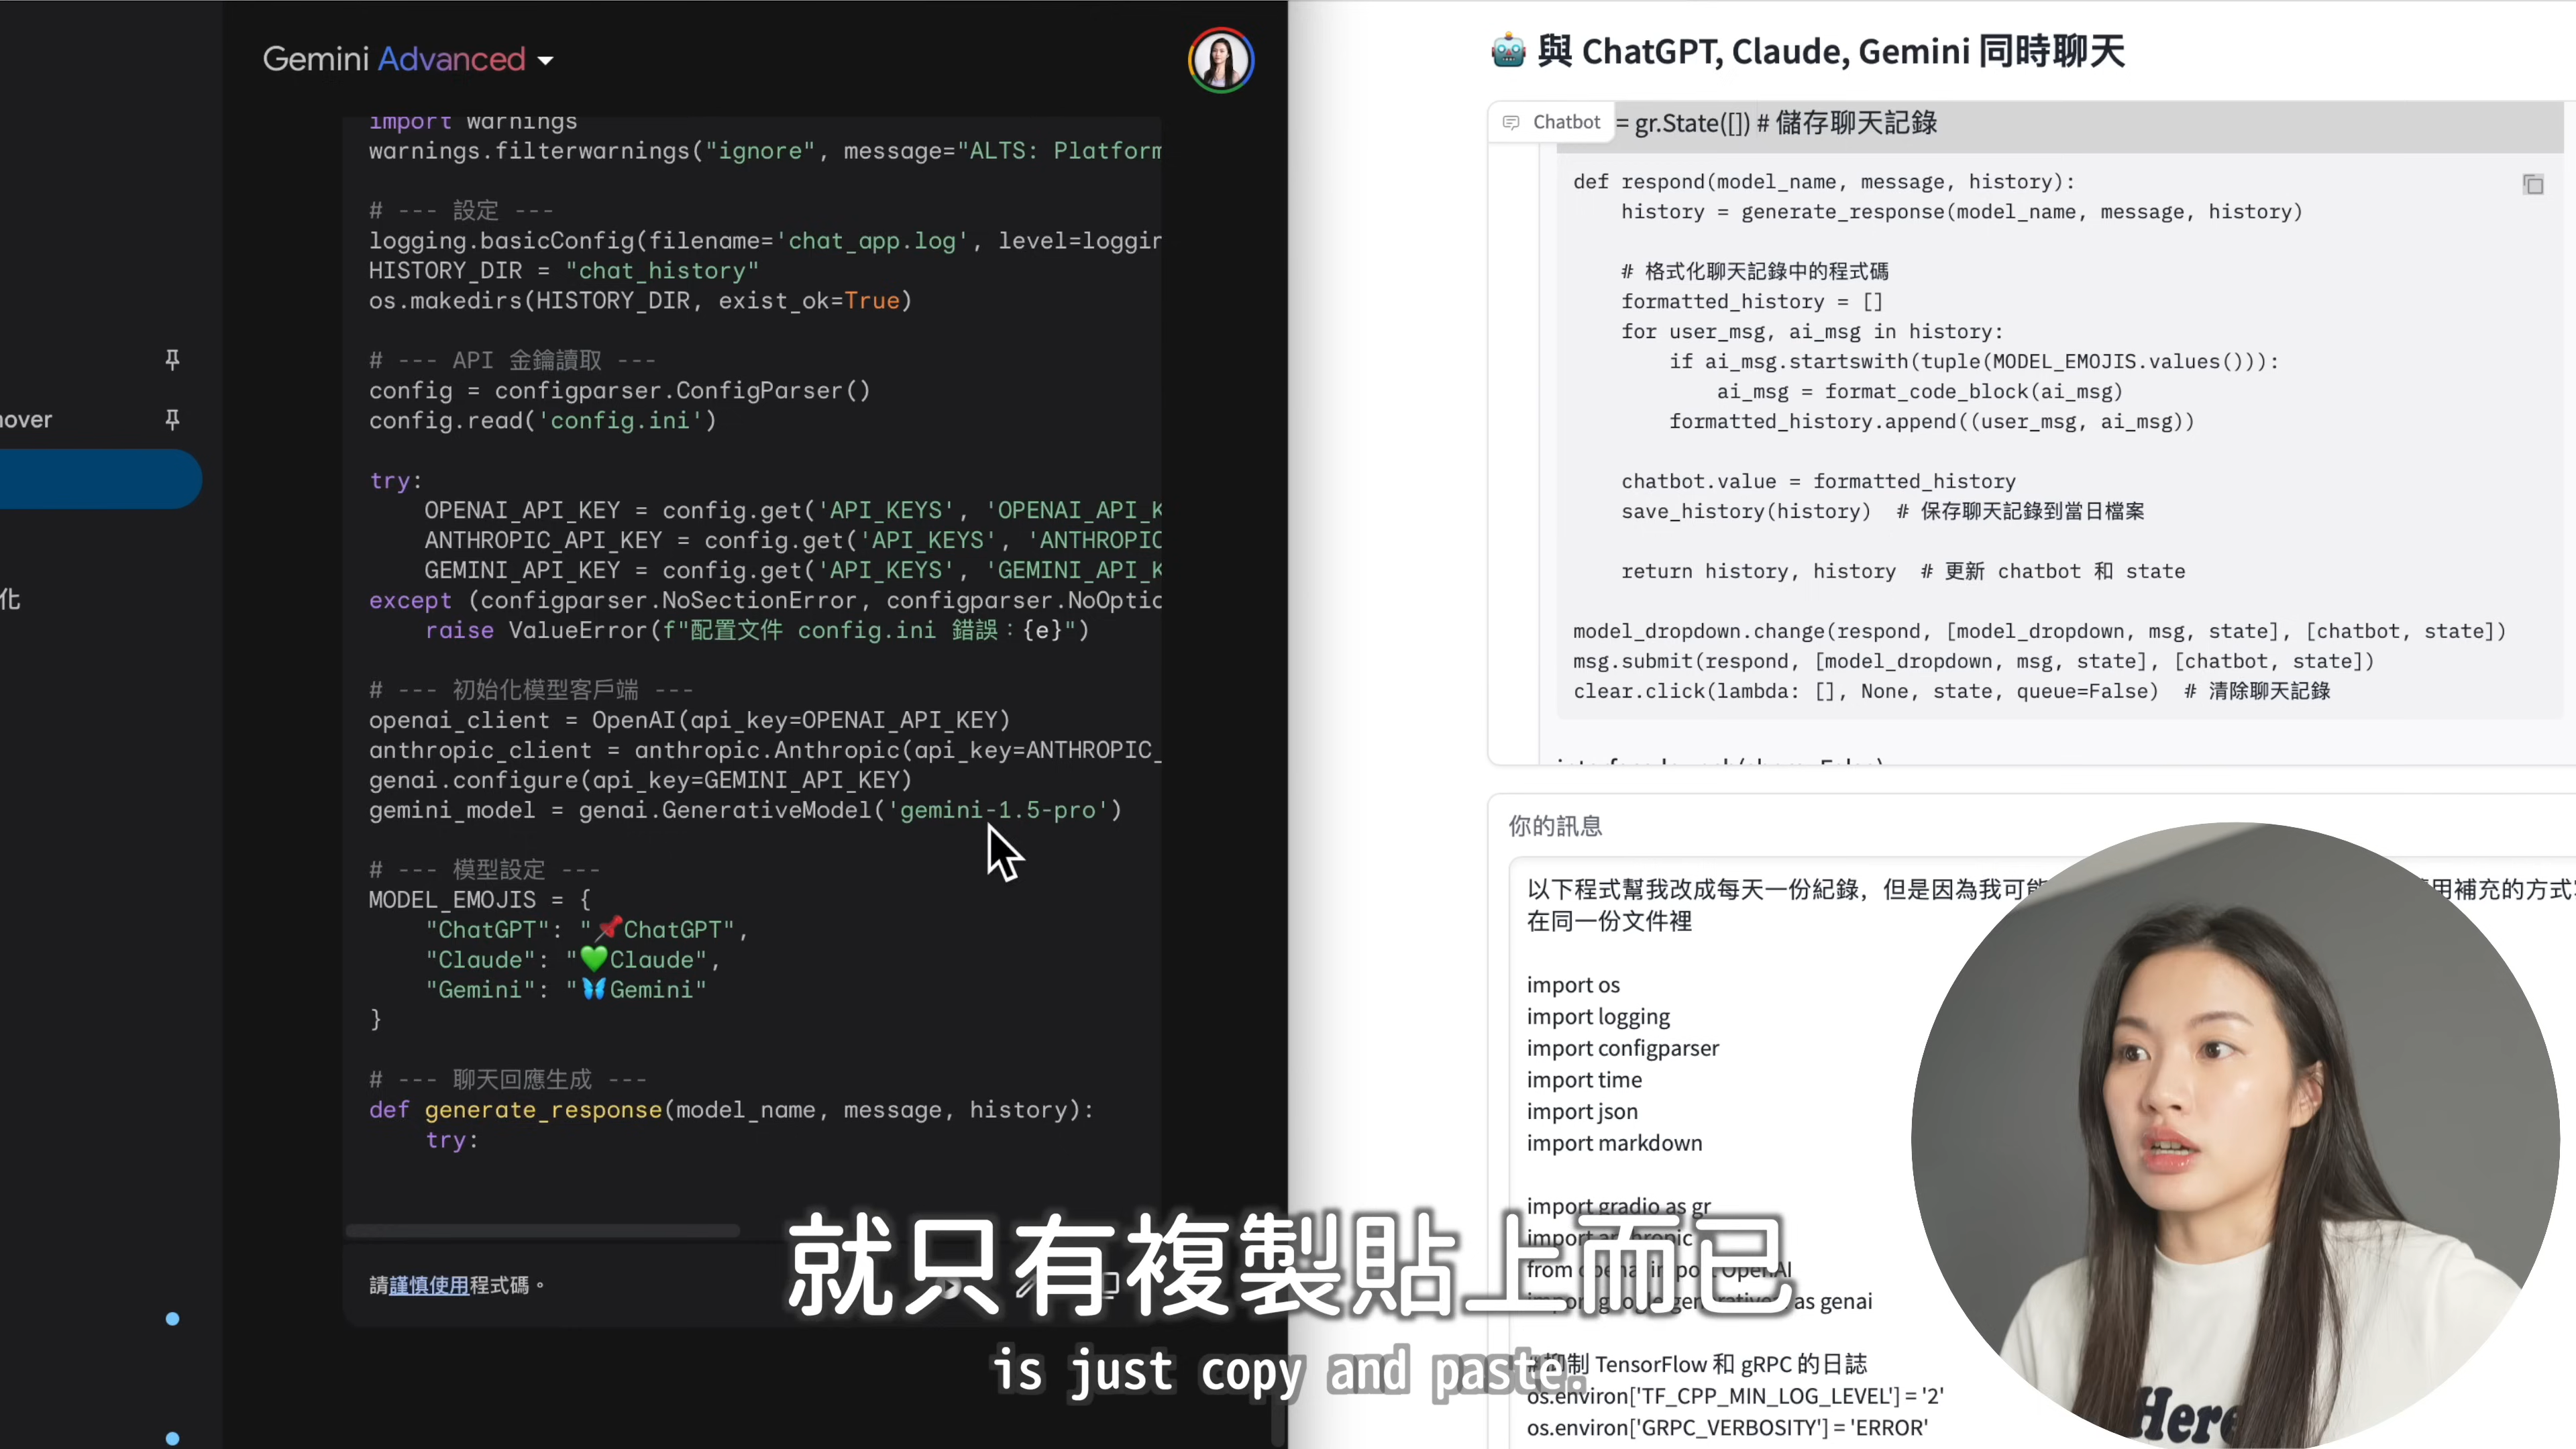 Gemini Advanced
import warnings
warnings.filterwarnings("ignore", message="ALTS: Platform
# --- 設定 ---
logging.basicConfig(filename='chat_app.log', level=loggin
HISTORY_DIR = "chat_history"
os.makedirs(HISTORY_DIR, exist_ok=True)
# --- API 金鑰讀取 ---
config = configparser.ConfigParser()
config.read('config.ini')
try:
OPENAI_API_KEY = config.get('API_KEYS', 'OPENAI_API_K
ANTHROPIC_API_KEY = config.get('API_KEYS', 'ANTHROPIC
GEMINI_API_KEY = config.get('API_KEYS', 'GEMINI_API_K
except (configparser.NoSectionError, configparser.NoOptio
raise ValueError(f"配置文件 config.ini 錯誤：{e}")
# --- 初始化模型客戶端 ---
openai_client = OpenAI(api_key=OPENAI_API_KEY)
anthropic_client = anthropic.Anthropic(api_key=ANTHROPIC_
genai.configure(api_key=GEMINI_API_KEY)
gemini_model = genai.GenerativeModel('gemini-1.5-pro')
# --- 模型設定 ---
MODEL_EMOJIS = {
"ChatGPT": "📌ChatGPT",
"Claude": "💚Claude",
"Gemini": "🦋Gemini"
}
# --- 聊天回應生成 ---
def generate_response(model_name, message, history):
try:
請謹慎使用程式碼。
over
化
🤖 與 ChatGPT, Claude, Gemini 同時聊天
Chatbot = gr.State([]) # 儲存聊天記錄
def respond(model_name, message, history):
history = generate_response(model_name, message, history)
# 格式化聊天記錄中的程式碼
formatted_history = []
for user_msg, ai_msg in history:
if ai_msg.startswith(tuple(MODEL_EMOJIS.values())):
ai_msg = format_code_block(ai_msg)
formatted_history.append((user_msg, ai_msg))
chatbot.value = formatted_history
save_history(history) # 保存聊天記錄到當日檔案
return history, history # 更新 chatbot 和 state
model_dropdown.change(respond, [model_dropdown, msg, state], [chatbot, state])
msg.submit(respond, [model_dropdown, msg, state], [chatbot, state])
clear.click(lambda: [], None, state, queue=False) # 清除聊天記錄
你的訊息
以下程式幫我改成每天一份紀錄，但是因為我可能 用補充的方式
在同一份文件裡
import os
import logging
import configparser
import time
import json
import markdown
import gradio as gr
import anthropic
from openai import OpenAI
as genai
抑制 TensorFlow 和 gRPC 的日誌
os.environ['TF_CPP_MIN_LOG_LEVEL'] = '2'
os.environ['GRPC_VERBOSITY'] = 'ERROR'
就只有複製貼上而已
is just copy and paste.
Here